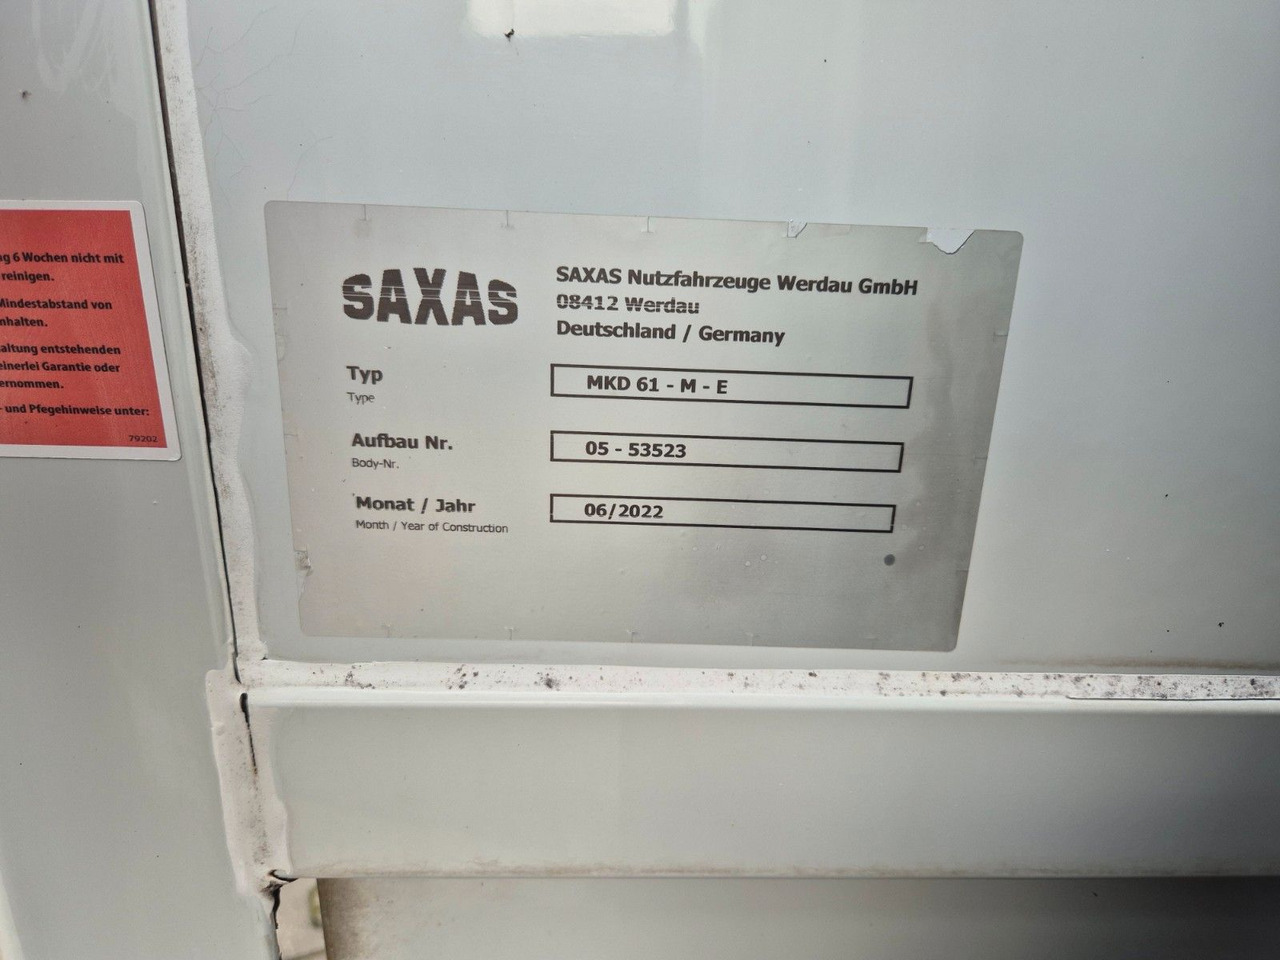 ng 6 Wochen nicht mit
reinigen.
Mindestabstand von
nhalten.
altung entstehenden
einerlei Garantie oder
ernommen.
- und Pfegehinweise unter:
79202
SAXAS
SAXAS Nutzfahrzeuge Werdau GmbH
08412 Werdau
Deutschland / Germany
Typ
Type
MKD 61 - M - E
Aufbau Nr.
Body-Nr.
05 - 53523
Monat / Jahr
Month / Year of Construction
06/2022